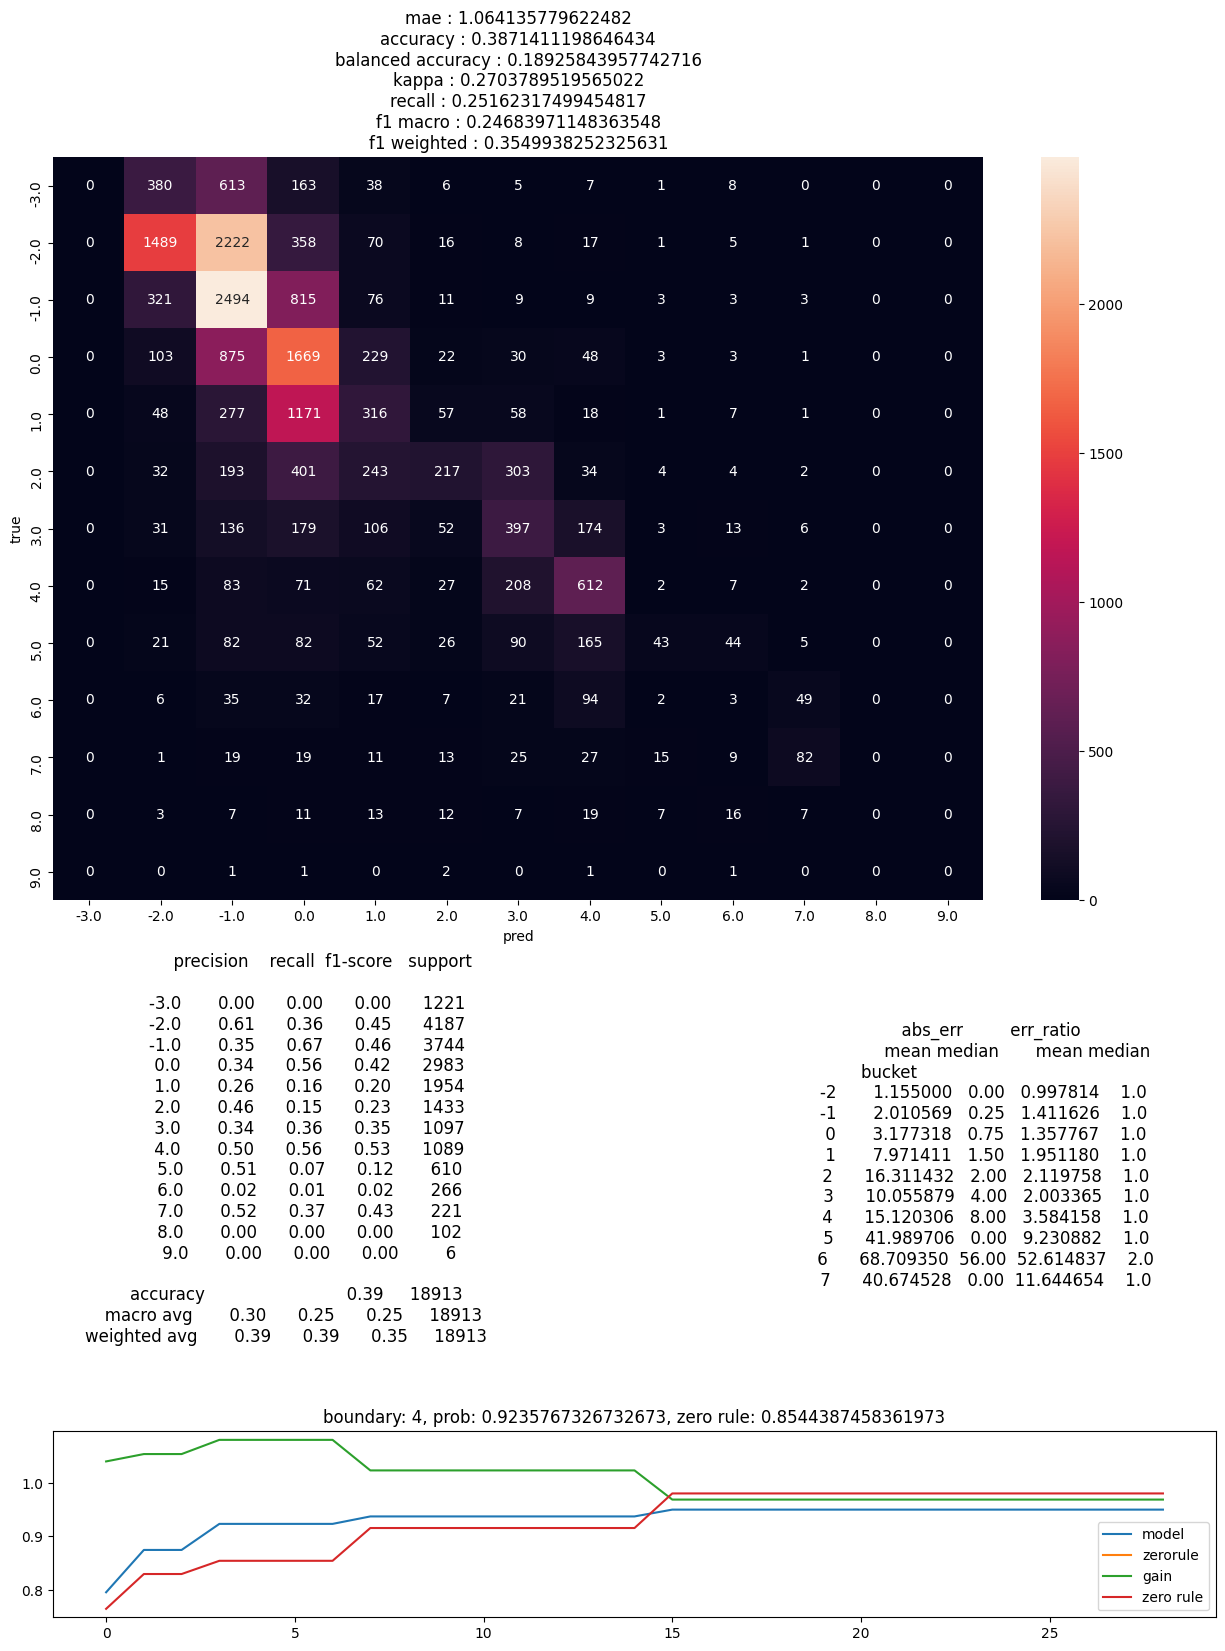 mae : 1.064135779622482
accuracy : 0.3871411198646434
balanced accuracy : 0.18925843957742716
kappa : 0.2703789519565022
recall : 0.25162317499454817
f1 macro : 0.24683971148363548
f1 weighted : 0.3549938252325631
-3.0 0 380 613 163 38 6 5 7 1 8 0 0 0
-2.0 0 1489 2222 358 70 16 8 17 1 5 1 0 0
-1.0 0 321 2494 815 76 11 9 9 3 3 3 0 0
0.0 0 103 875 1669 229 22 30 48 3 3 1 0 0
1.0 0 48 277 1171 316 57 58 18 1 7 1 0 0
2.0 0 32 193 401 243 217 303 34 4 4 2 0 0
3.0 0 31 136 179 106 52 397 174 3 13 6 0 0
4.0 0 15 83 71 62 27 208 612 2 7 2 0 0
5.0 0 21 82 82 52 26 90 165 43 44 5 0 0
6.0 0 6 35 32 17 7 21 94 2 3 49 0 0
7.0 0 1 19 19 11 13 25 27 15 9 82 0 0
8.0 0 3 7 11 13 12 7 19 7 16 7 0 0
9.0 0 0 1 1 0 2 0 1 0 1 0 0 0
true
-3.0 -2.0 -1.0 0.0 1.0 2.0 3.0 4.0 5.0 6.0 7.0 8.0 9.0
pred
2000
1500
1000
500
0
precision recall f1-score support
-3.0 0.00 0.00 0.00 1221
-2.0 0.61 0.36 0.45 4187
-1.0 0.35 0.67 0.46 3744
0.0 0.34 0.56 0.42 2983
1.0 0.26 0.16 0.20 1954
2.0 0.46 0.15 0.23 1433
3.0 0.34 0.36 0.35 1097
4.0 0.50 0.56 0.53 1089
5.0 0.51 0.07 0.12 610
6.0 0.02 0.01 0.02 266
7.0 0.52 0.37 0.43 221
8.0 0.00 0.00 0.00 102
9.0 0.00 0.00 0.00 6
accuracy 0.39 18913
macro avg 0.30 0.25 0.25 18913
weighted avg 0.39 0.39 0.35 18913
abs_err err_ratio
mean median mean median
bucket
-2 1.155000 0.00 0.997814 1.0
-1 2.010569 0.25 1.411626 1.0
0 3.177318 0.75 1.357767 1.0
1 7.971411 1.50 1.951180 1.0
2 16.311432 2.00 2.119758 1.0
3 10.055879 4.00 2.003365 1.0
4 15.120306 8.00 3.584158 1.0
5 41.989706 0.00 9.230882 1.0
6 68.709350 56.00 52.614837 2.0
7 40.674528 0.00 11.644654 1.0
boundary: 4, prob: 0.9235767326732673, zero rule: 0.8544387458361973
1.0
0.9
0.8
model
zerorule
gain
zero rule
0 5 10 15 20 25